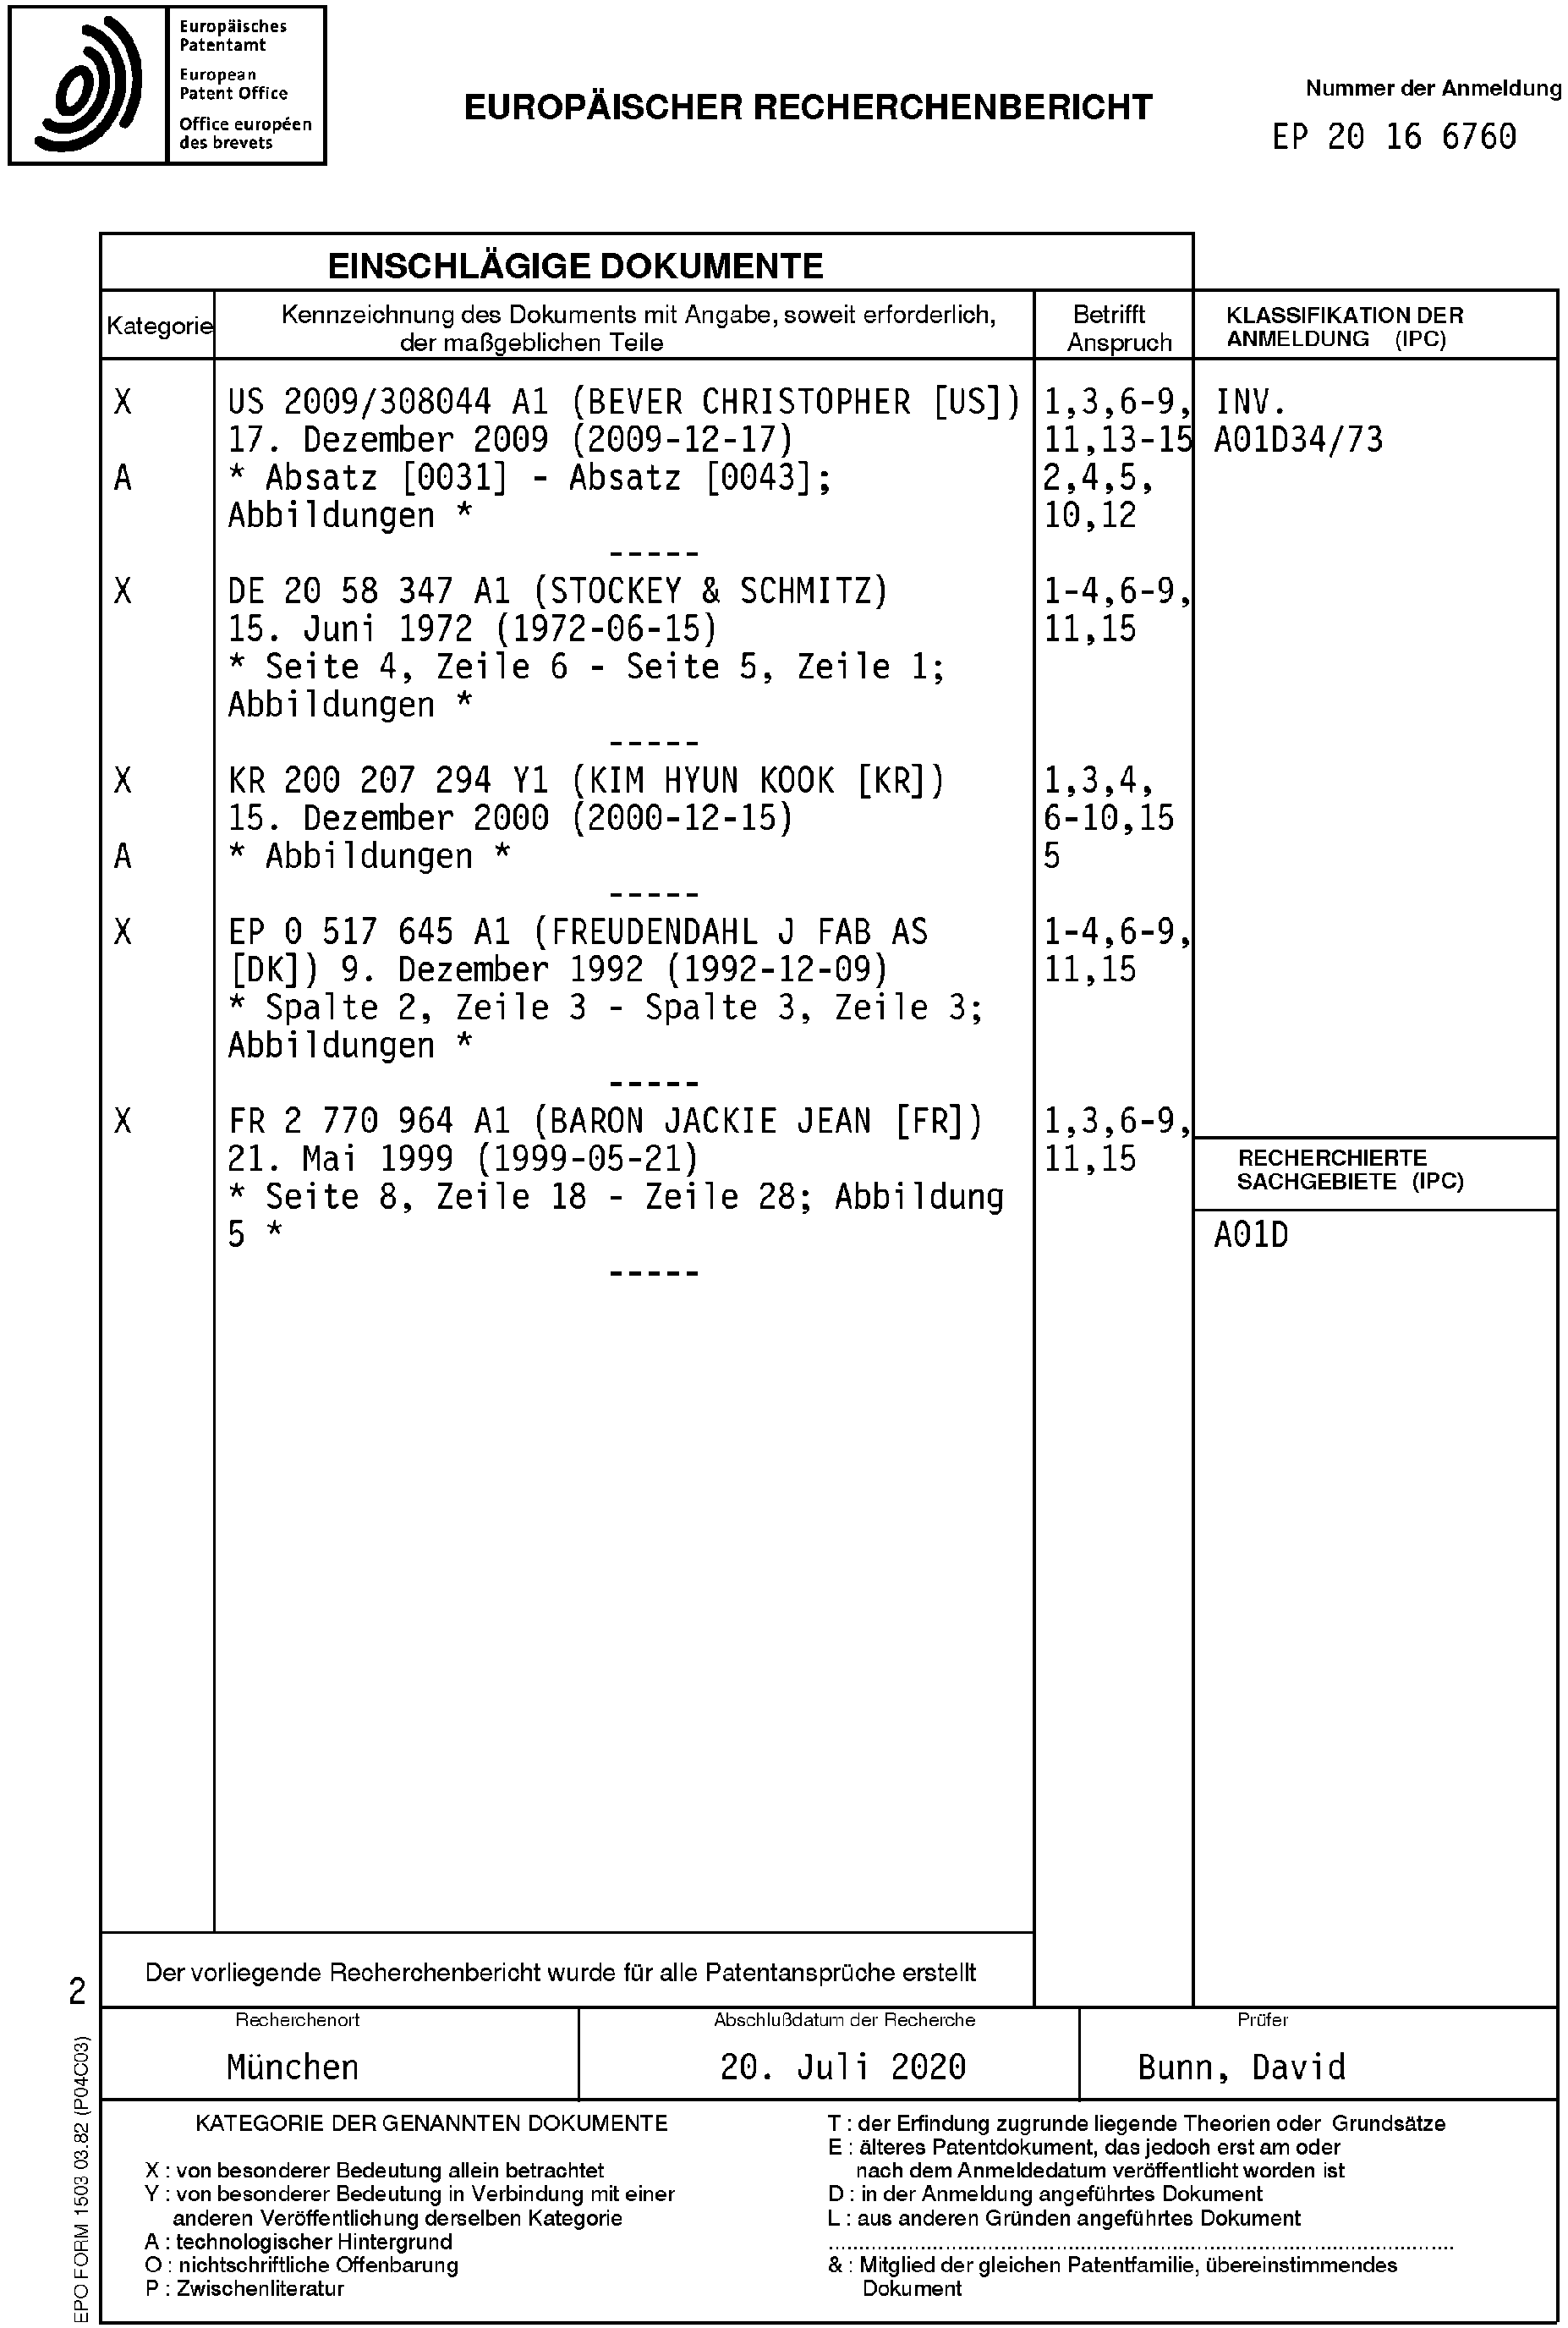 Europäisches
Patentamt
European
Patent Office
Office européen
des brevets
EUROPÄISCHER RECHERCHENBERICHT
Nummer der Anmeldung
EP 20 16 6760
EINSCHLÄGIGE DOKUMENTE
Kategorie
Kennzeichnung des Dokuments mit Angabe, soweit erforderlich,
der maßgeblichen Teile
Betrifft
Anspruch
KLASSIFIKATION DER
ANMELDUNG (IPC)
X US 2009/308044 A1 (BEVER CHRISTOPHER [US]) 1,3,6-9, INV.
17. Dezember 2009 (2009-12-17) 11,13-15 A01D34/73
A * Absatz [0031] - Absatz [0043]; 2,4,5,
Abbildungen * 10,12
-----
X DE 20 58 347 A1 (STOCKEY & SCHMITZ) 1-4,6-9,
15. Juni 1972 (1972-06-15) 11,15
* Seite 4, Zeile 6 - Seite 5, Zeile 1;
Abbildungen *
-----
X KR 200 207 294 Y1 (KIM HYUN KOOK [KR]) 1,3,4,
15. Dezember 2000 (2000-12-15) 6-10,15
A * Abbildungen * 5
-----
X EP 0 517 645 A1 (FREUDENDAHL J FAB AS 1-4,6-9,
[DK]) 9. Dezember 1992 (1992-12-09) 11,15
* Spalte 2, Zeile 3 - Spalte 3, Zeile 3;
Abbildungen *
-----
X FR 2 770 964 A1 (BARON JACKIE JEAN [FR]) 1,3,6-9,
21. Mai 1999 (1999-05-21) 11,15
* Seite 8, Zeile 18 - Zeile 28; Abbildung
5 *
-----
RECHERCHIERTE
SACHGEBIETE (IPC)
A01D
Der vorliegende Recherchenbericht wurde für alle Patentansprüche erstellt
2
Recherchenort
München
Abschlußdatum der Recherche
20. Juli 2020
Prüfer
Bunn, David
KATEGORIE DER GENANNTEN DOKUMENTE
X : von besonderer Bedeutung allein betrachtet
Y : von besonderer Bedeutung in Verbindung mit einer
anderen Veröffentlichung derselben Kategorie
A : technologischer Hintergrund
O : nichtschriftliche Offenbarung
P : Zwischenliteratur
T : der Erfindung zugrunde liegende Theorien oder Grundsätze
E : älteres Patentdokument, das jedoch erst am oder
nach dem Anmeldedatum veröffentlicht worden ist
D : in der Anmeldung angeführtes Dokument
L : aus anderen Gründen angeführtes Dokument
& : Mitglied der gleichen Patentfamilie, übereinstimmendes
Dokument
EPO FORM 1503 03.82 (P04C03)